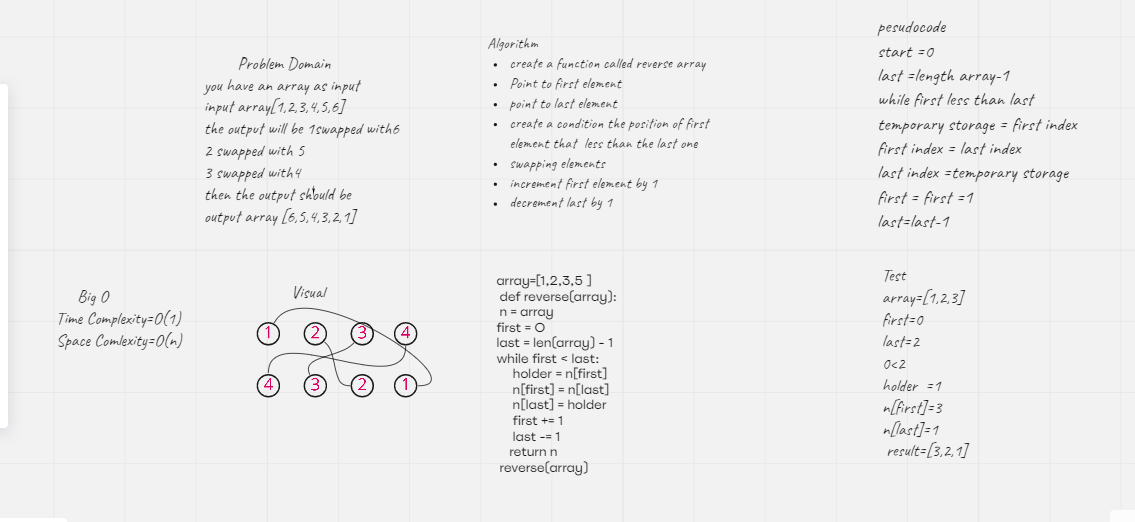 Problem Domain
you have an array as input
input array[1,2,3,4,5,6]
the output will be 1swapped with6
2 swapped with 5
3 swapped with4
then the output should be
output array [6,5,4,3,2,1]
Algorithm
• create a function called reverse array
• Point to first element
• point to last element
• create a condition the position of first
element that less than the last one
• swapping elements
• increment first element by 1
• decrement last by 1
pesudocode
start =0
last =length array-1
while first less than last
temporary storage = first index
first index = last index
last index =temporary storage
first = first =1
last=last-1
Big O
Time Complexity=O(1)
Space Comlexity=O(n)
Visual
1 2 3 4
4 3 2 1
array=[1,2,3,5 ]
def reverse(array):
n = array
first = 0
last = len(array) - 1
while first < last:
holder = n[first]
n[first] = n[last]
n[last] = holder
first += 1
last -= 1
return n
reverse(array)
Test
array=[1,2,3]
first=0
last=2
0<2
holder =1
n[first]=3
n[last]=1
result=[3,2,1]